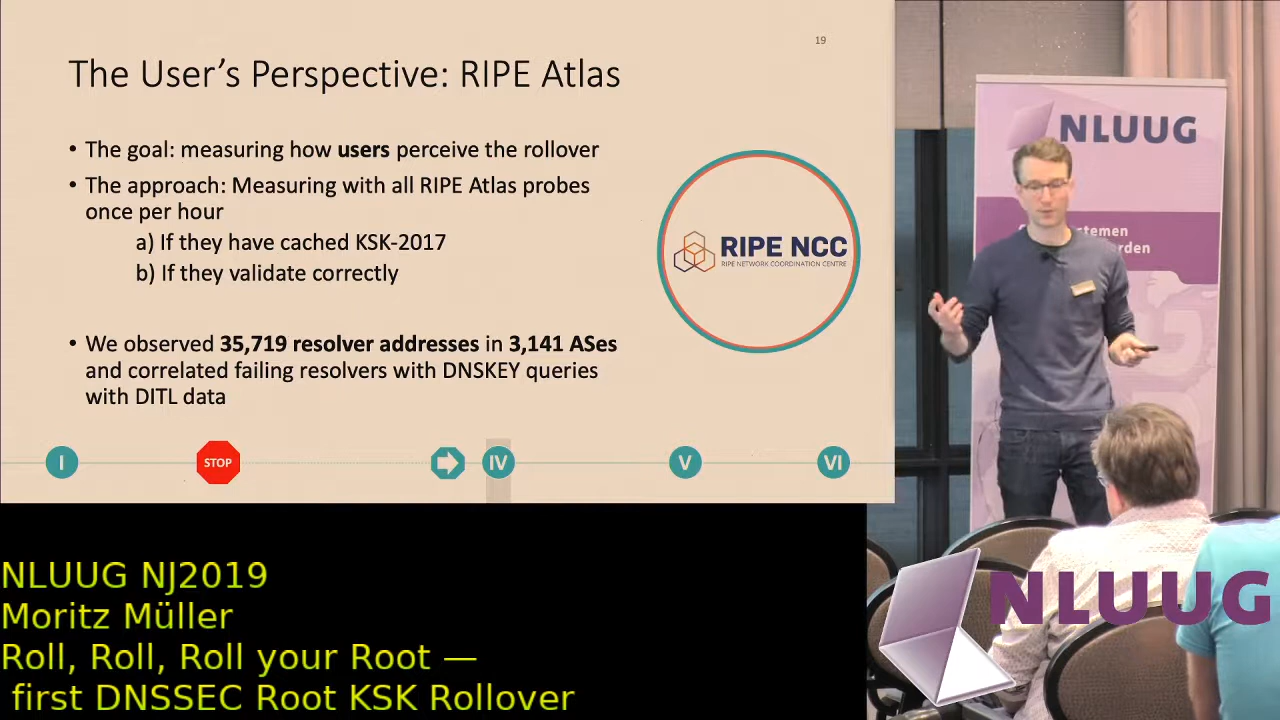 19
The User's Perspective: RIPE Atlas
• The goal: measuring how users perceive the rollover
• The approach: Measuring with all RIPE Atlas probes
once per hour
a) If they have cached KSK-2017
b) If they validate correctly
• We observed 35,719 resolver addresses in 3,141 ASes
and correlated failing resolvers with DNSKEY queries
with DITL data
RIPE NCC
RIPE NETWORK COORDINATION CENTRE
I
STOP
IV
V
VI
NLUUG
NLUUG NJ2019
Moritz Müller
Roll, Roll, Roll your Root —
first DNSSEC Root KSK Rollover
NLUUG